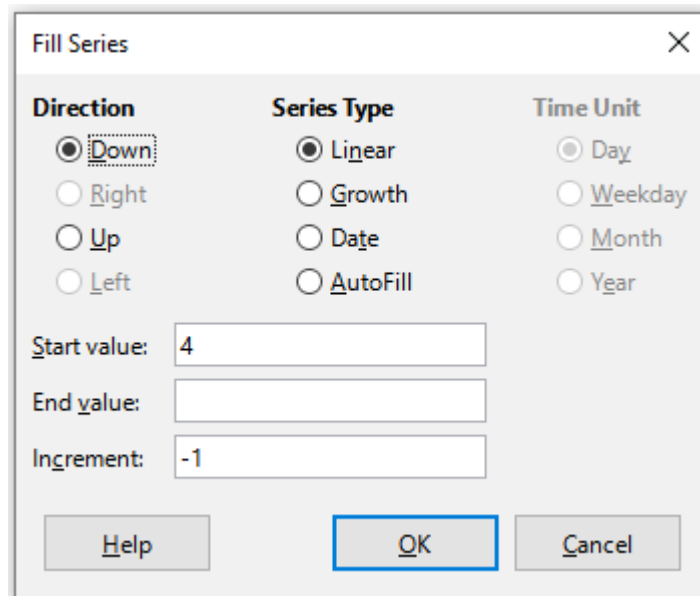 Fill Series
Direction
Down
Right
Up
Left
Series Type
Linear
Growth
Date
AutoFill
Time Unit
Day
Weekday
Month
Year
Start value: 4
End value:
Increment: -1
Help OK Cancel